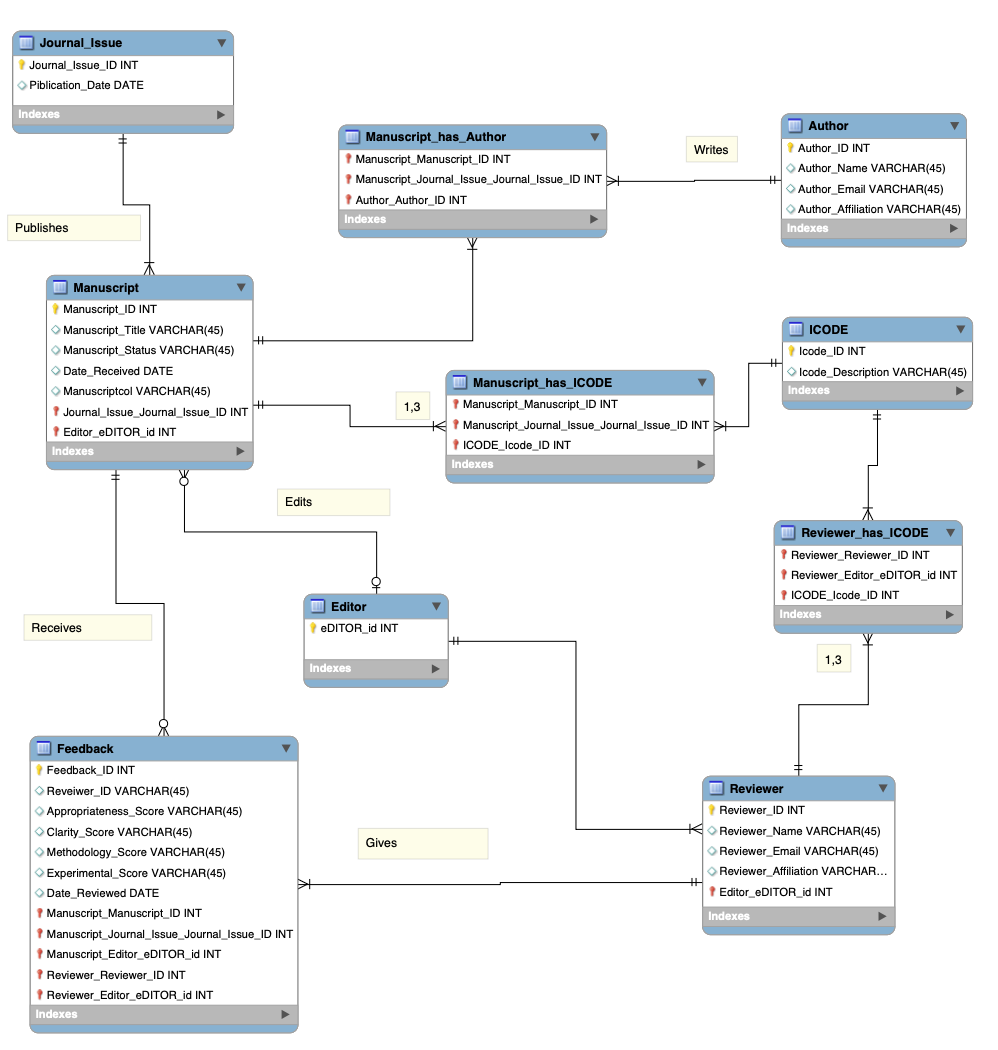 Journal_Issue
Journal_Issue_ID INT
Piblication_Date DATE
Indexes
Publishes
Manuscript_has_Author
Manuscript_Manuscript_ID INT
Manuscript_Journal_Issue_Journal_Issue_ID INT
Author_Author_ID INT
Indexes
Writes
Author
Author_ID INT
Author_Name VARCHAR(45)
Author_Email VARCHAR(45)
Author_Affiliation VARCHAR(45)
Indexes
Manuscript
Manuscript_ID INT
Manuscript_Title VARCHAR(45)
Manuscript_Status VARCHAR(45)
Date_Received DATE
Manuscriptcol VARCHAR(45)
Journal_Issue_Journal_Issue_ID INT
Editor_eDITOR_id INT
Indexes
1,3
Manuscript_has_ICODE
Manuscript_Manuscript_ID INT
Manuscript_Journal_Issue_Journal_Issue_ID INT
ICODE_Icode_ID INT
Indexes
ICODE
Icode_ID INT
Icode_Description VARCHAR(45)
Indexes
Edits
Reviewer_has_ICODE
Reviewer_Reviewer_ID INT
Reviewer_Editor_eDITOR_id INT
ICODE_Icode_ID INT
Indexes
1,3
Receives
Editor
eDITOR_id INT
Indexes
Feedback
Feedback_ID INT
Reveiwer_ID VARCHAR(45)
Appropriateness_Score VARCHAR(45)
Clarity_Score VARCHAR(45)
Methodology_Score VARCHAR(45)
Experimental_Score VARCHAR(45)
Date_Reviewed DATE
Manuscript_Manuscript_ID INT
Manuscript_Journal_Issue_Journal_Issue_ID INT
Manuscript_Editor_eDITOR_id INT
Reviewer_Reviewer_ID INT
Reviewer_Editor_eDITOR_id INT
Indexes
Gives
Reviewer
Reviewer_ID INT
Reviewer_Name VARCHAR(45)
Reviewer_Email VARCHAR(45)
Reviewer_Affiliation VARCHAR...
Editor_eDITOR_id INT
Indexes